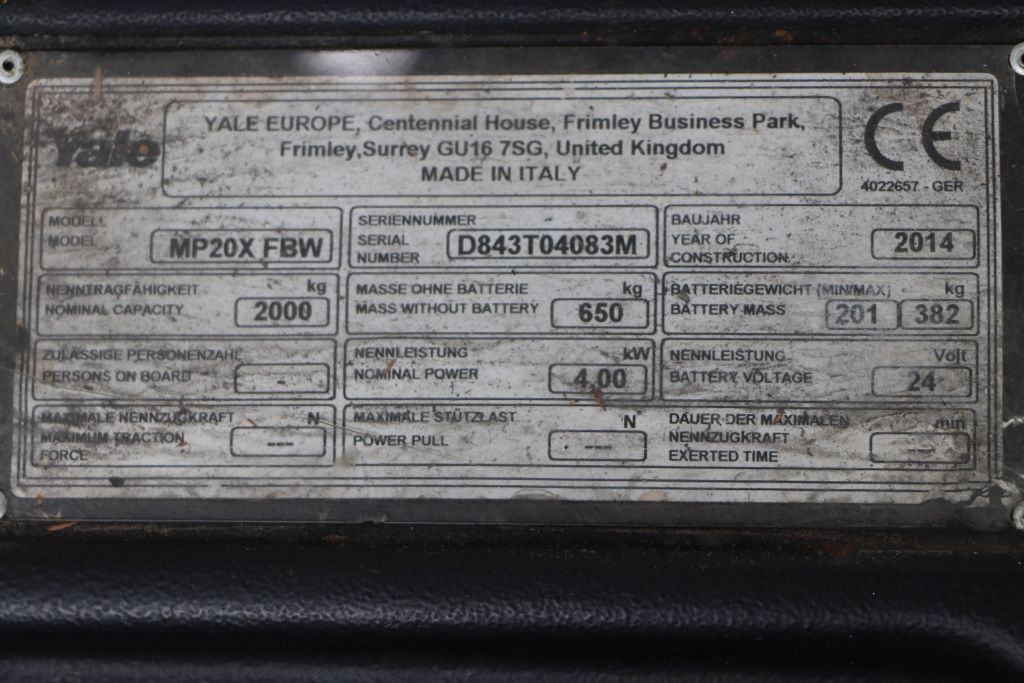 Yale
YALE EUROPE, Centennial House, Frimley Business Park,
Frimley,Surrey GU16 7SG, United Kingdom
MADE IN ITALY
CE
4022657 - GER
MODELL
MODEL
MP20X FBW
SERIENNUMMER
SERIAL
NUMBER
D843T04083M
BAUJAHR
YEAR OF
CONSTRUCTION
2014
NENNTRAGFÄHIGKEIT kg
NOMINAL CAPACITY 2000
MASSE OHNE BATTERIE kg
MASS WITHOUT BATTERY 650
BATTERIEGEWICHT (MIN/MAX) kg
BATTERY MASS 201 382
ZULÄSSIGE PERSONENZAHL
PERSONS ON BOARD -
NENNLEISTUNG kW
NOMINAL POWER 4,00
NENNLEISTUNG Volt
BATTERY VOLTAGE 24
MAXIMALE NENNZUGKRAFT N
MAXIMUM TRACTION ---
FORCE
MAXIMALE STÜTZLAST N
POWER PULL ---
DAUER DER MAXIMALEN min
NENNZUGKRAFT ---
EXERTED TIME